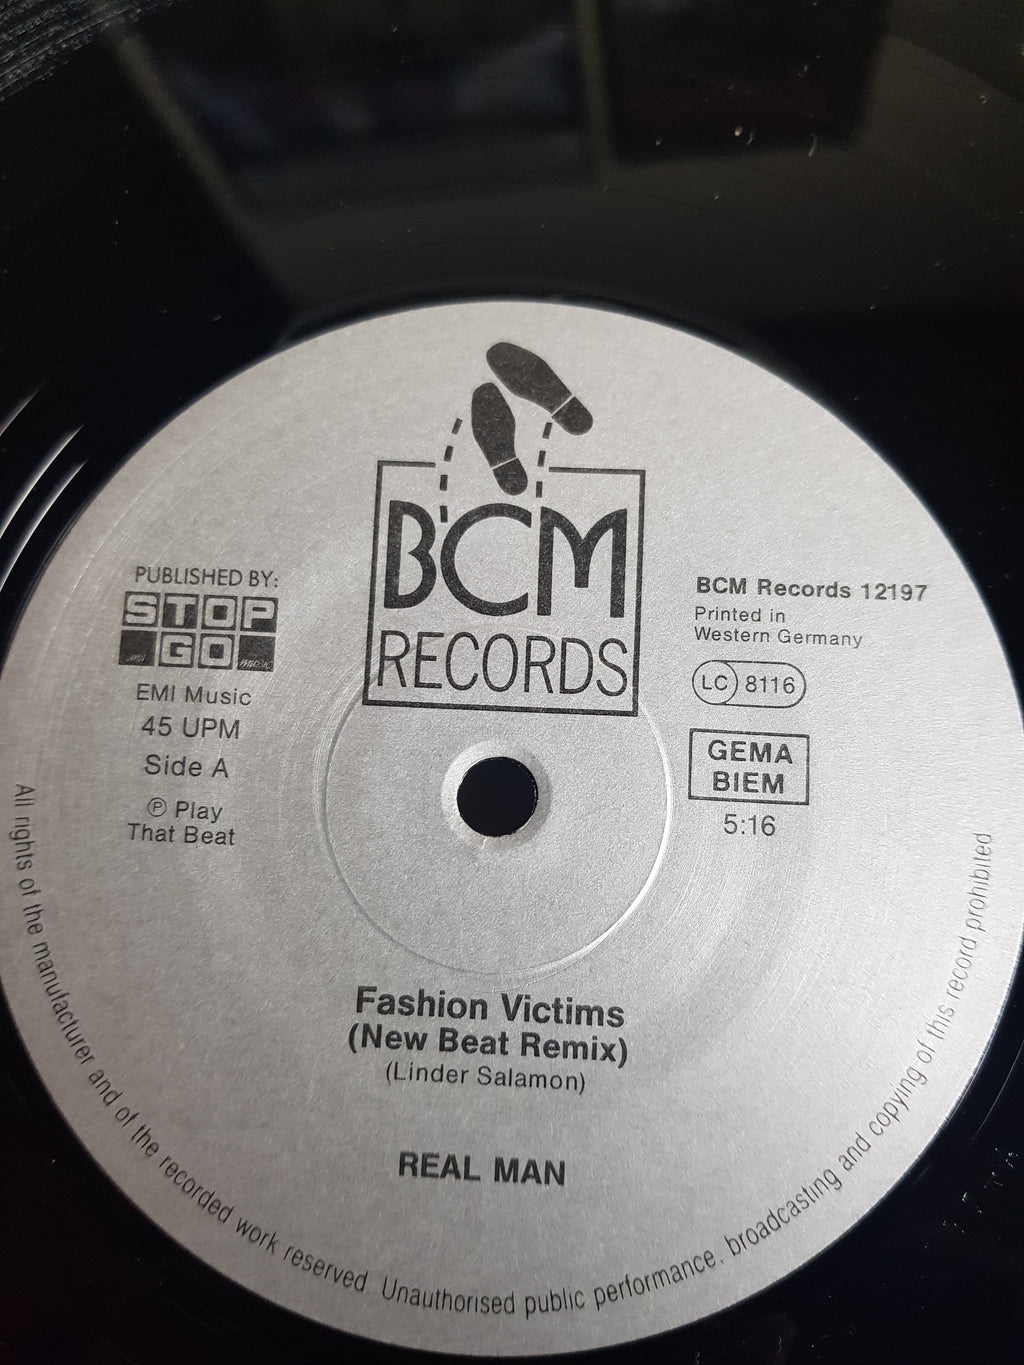 BCM
RECORDS
PUBLISHED BY:
STOP
GO
EMI Music
45 UPM
Side A
Ⓟ Play
That Beat
BCM Records 12197
Printed in
Western Germany
LC 8116
GEMA
BIEM
5:16
Fashion Victims
(New Beat Remix)
(Linder Salamon)
REAL MAN
All rights of the manufacturer and of the recorded work reserved. Unauthorised public performance, broadcasting and copying of this record prohibited